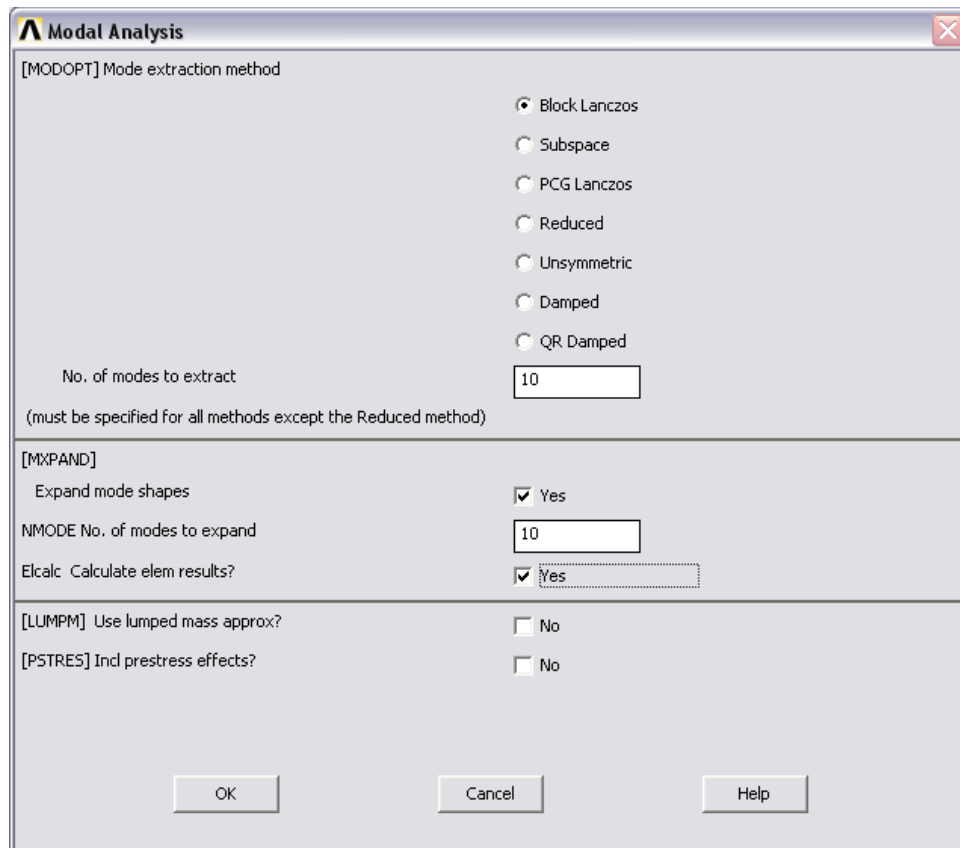 Modal Analysis
[MODOPT] Mode extraction method
Block Lanczos
Subspace
PCG Lanczos
Reduced
Unsymmetric
Damped
QR Damped
No. of modes to extract 10
(must be specified for all methods except the Reduced method)
[MXPAND]
Expand mode shapes Yes
NMODE No. of modes to expand 10
Elcalc Calculate elem results? Yes
[LUMPM] Use lumped mass approx? No
[PSTRES] Incl prestress effects? No
OK Cancel Help